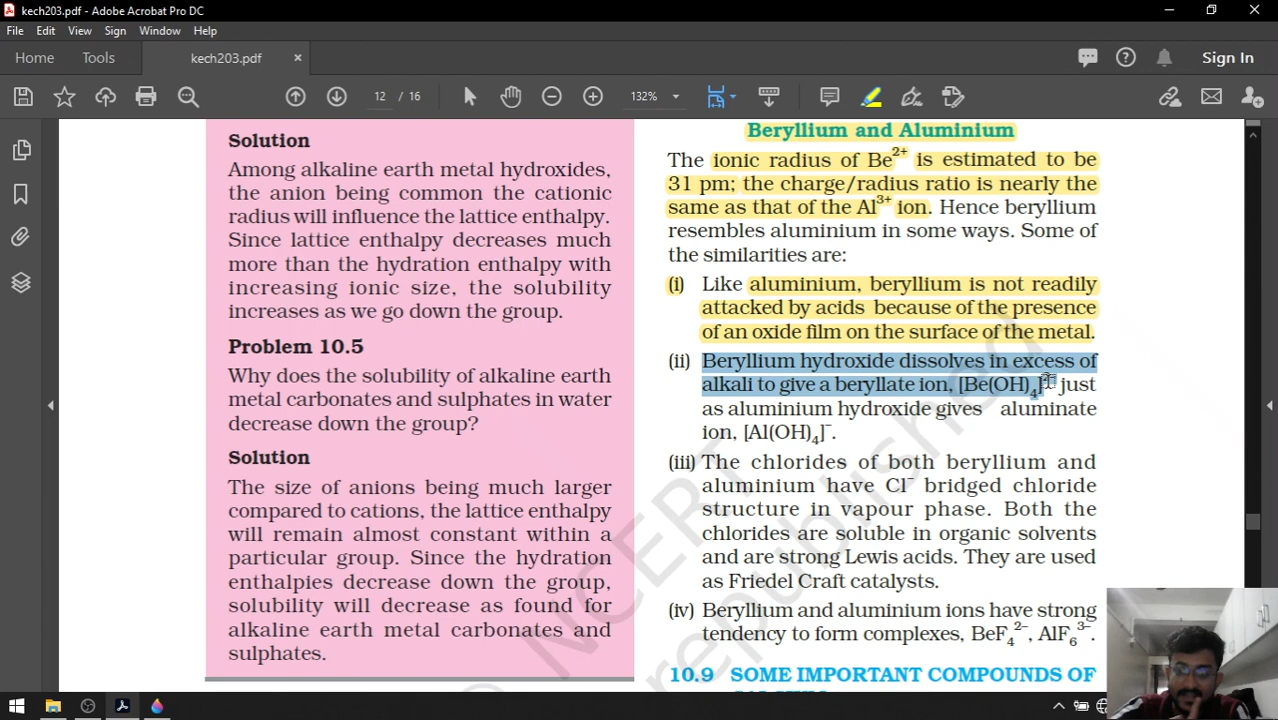 kech203.pdf - Adobe Acrobat Pro DC
File Edit View Sign Window Help
Home Tools kech203.pdf × Sign In
12 / 16 132%
Solution
Among alkaline earth metal hydroxides,
the anion being common the cationic
radius will influence the lattice enthalpy.
Since lattice enthalpy decreases much
more than the hydration enthalpy with
increasing ionic size, the solubility
increases as we go down the group.
Problem 10.5
Why does the solubility of alkaline earth
metal carbonates and sulphates in water
decrease down the group?
Solution
The size of anions being much larger
compared to cations, the lattice enthalpy
will remain almost constant within a
particular group. Since the hydration
enthalpies decrease down the group,
solubility will decrease as found for
alkaline earth metal carbonates and
sulphates.
Beryllium and Aluminium
The ionic radius of Be²⁺ is estimated to be
31 pm; the charge/radius ratio is nearly the
same as that of the Al³⁺ ion. Hence beryllium
resembles aluminium in some ways. Some of
the similarities are:
(i) Like aluminium, beryllium is not readily
attacked by acids because of the presence
of an oxide film on the surface of the metal.
(ii) Beryllium hydroxide dissolves in excess of
alkali to give a beryllate ion, [Be(OH)₄]²⁻ just
as aluminium hydroxide gives aluminate
ion, [Al(OH)₄]⁻.
(iii) The chlorides of both beryllium and
aluminium have Cl⁻ bridged chloride
structure in vapour phase. Both the
chlorides are soluble in organic solvents
and are strong Lewis acids. They are used
as Friedel Craft catalysts.
(iv) Beryllium and aluminium ions have strong
tendency to form complexes, BeF₄²⁻, AlF₆³⁻.
10.9 SOME IMPORTANT COMPOUNDS OF
© NCERT
republished